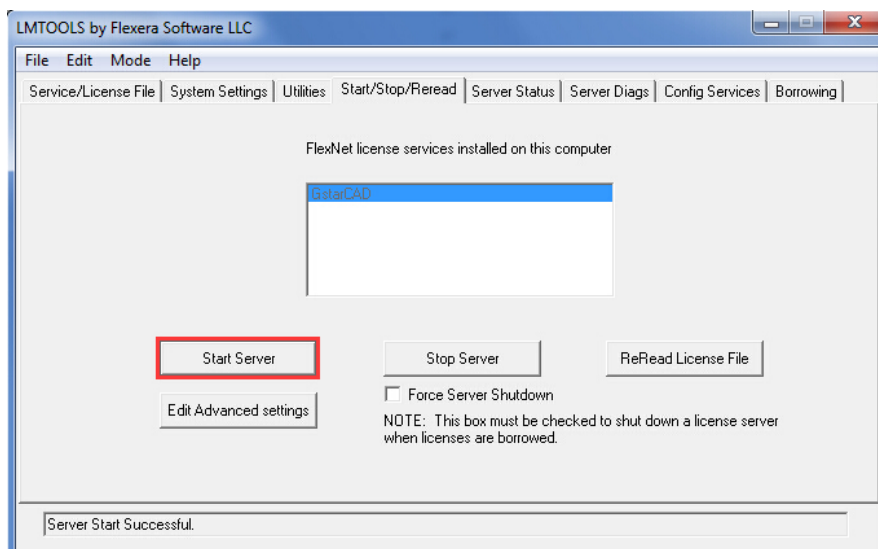 LMTOOLS by Flexera Software LLC
File Edit Mode Help
Service/License File System Settings Utilities Start/Stop/Reread Server Status Server Diags Config Services Borrowing
FlexNet license services installed on this computer
GstarCAD
Start Server Stop Server ReRead License File
Force Server Shutdown
Edit Advanced settings
NOTE: This box must be checked to shut down a license server
when licenses are borrowed.
Server Start Successful.